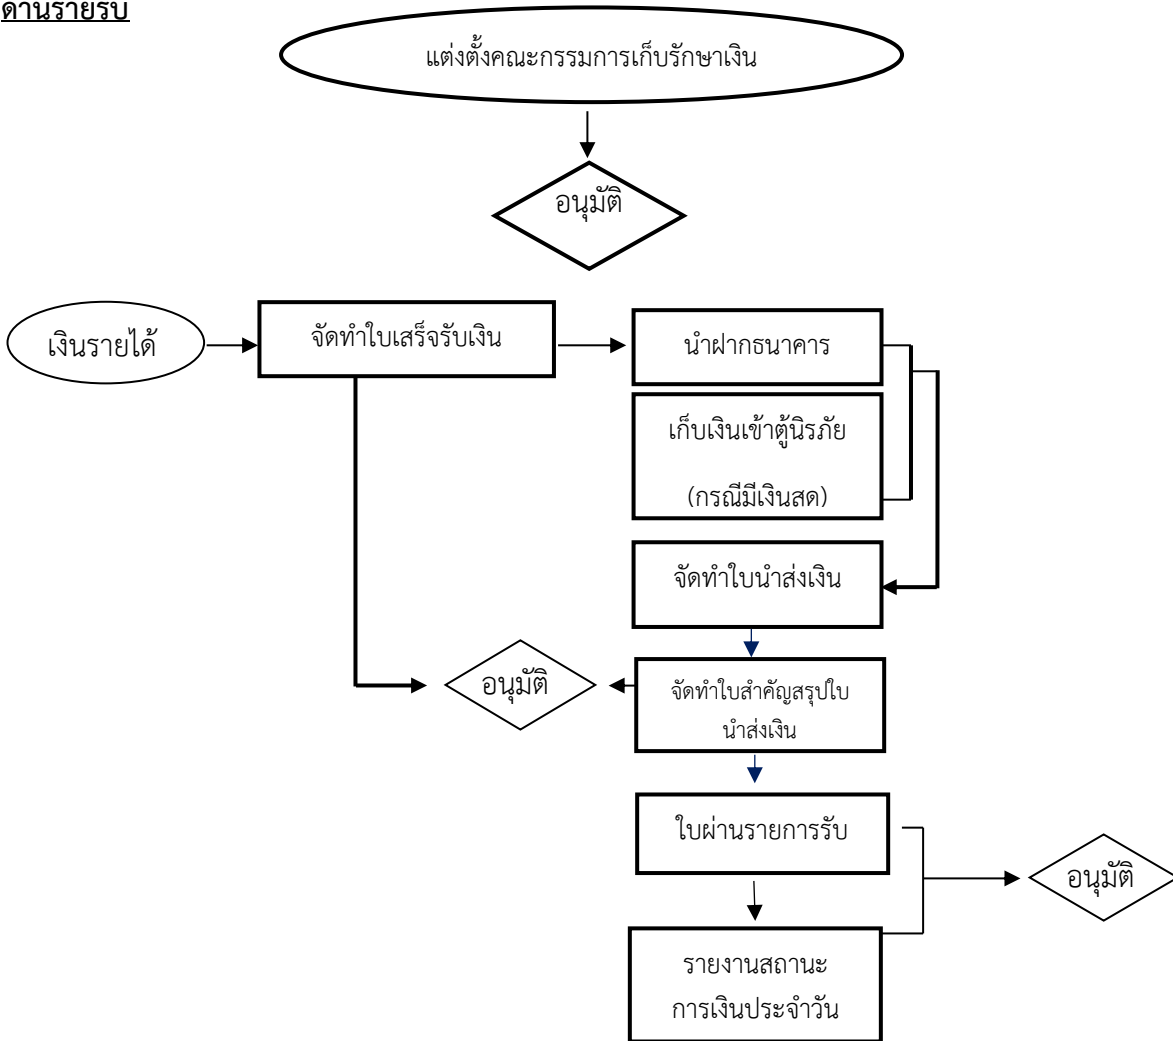 ด้านรายรับ
แต่งตั้งคณะกรรมการเก็บรักษาเงิน
อนุมัติ
เงินรายได้
จัดทำใบเสร็จรับเงิน
นำฝากธนาคาร
เก็บเงินเข้าตู้นิรภัย
(กรณีมีเงินสด)
จัดทำใบนำส่งเงิน
อนุมัติ
จัดทำใบสำคัญสรุปใบ
นำส่งเงิน
ใบผ่านรายการรับ
อนุมัติ
รายงานสถานะ
การเงินประจำวัน